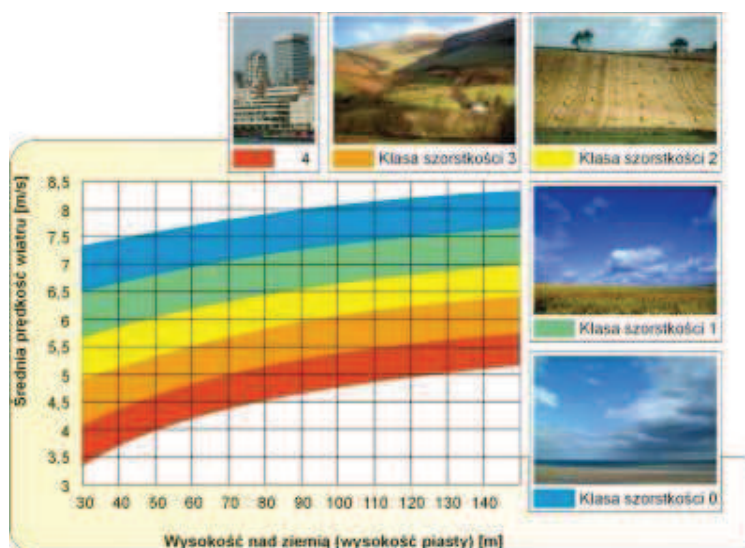 4
Klasa szorstkości 3
Klasa szorstkości 2
Średnia prędkość wiatru [m/s]
8,5
8
7,5
7
6,5
6
5,5
5
4,5
4
3,5
3
30 40 50 60 70 80 90 100 110 120 130 140
Wysokość nad ziemią (wysokość piasty) [m]
Klasa szorstkości 1
Klasa szorstkości 0